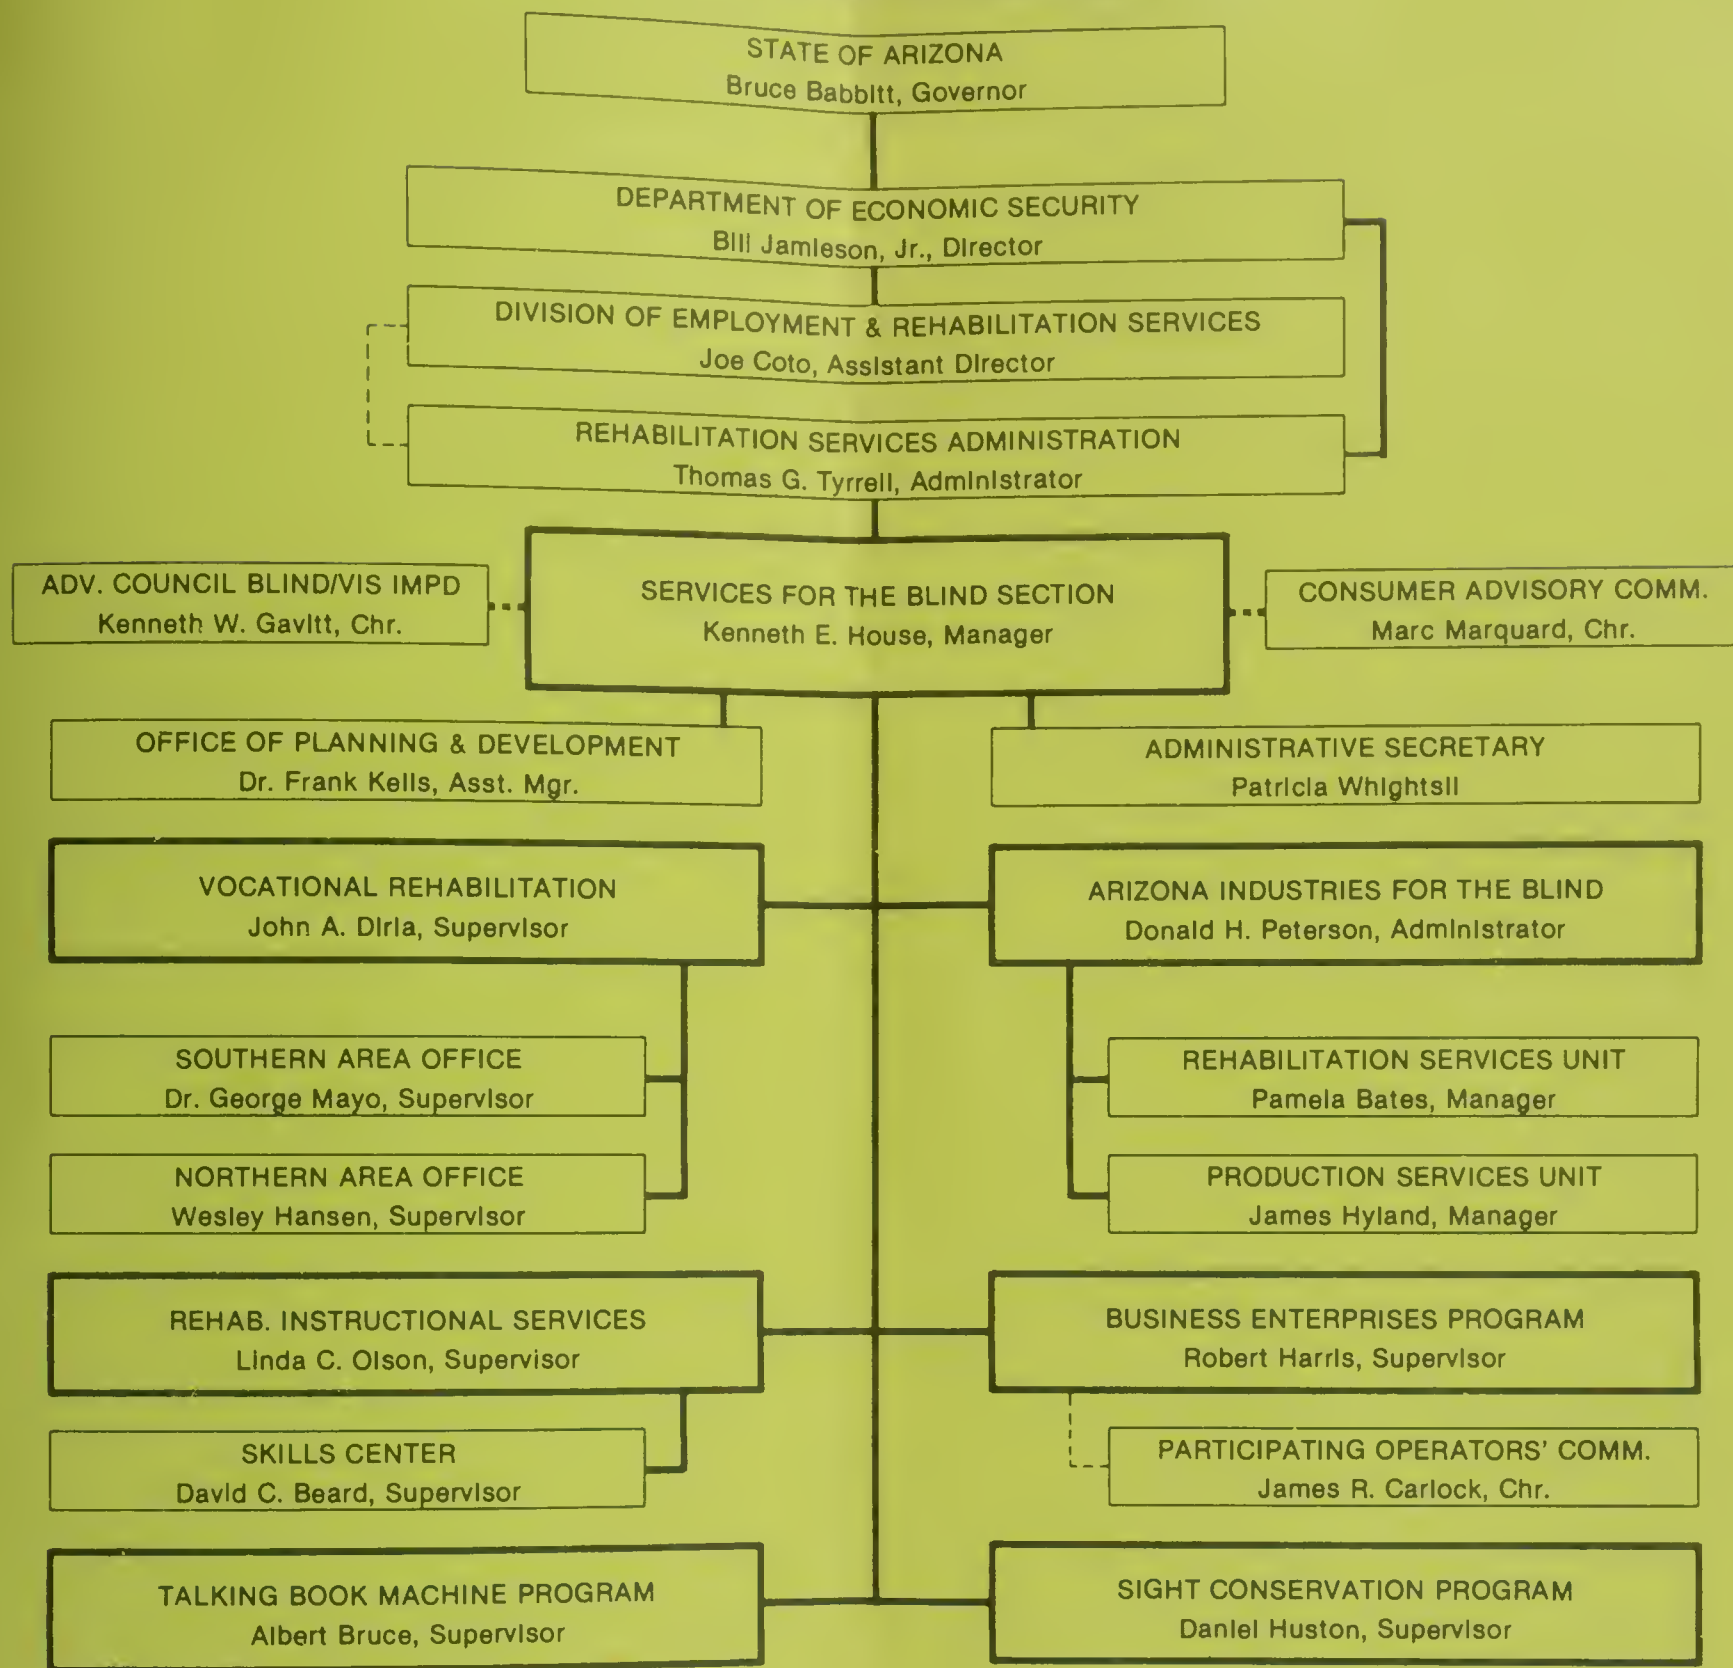 STATE OF ARIZONA
Bruce Babbitt, Governor
DEPARTMENT OF ECONOMIC SECURITY
Bill Jamieson, Jr., Director
DIVISION OF EMPLOYMENT & REHABILITATION SERVICES
Joe Coto, Assistant Director
REHABILITATION SERVICES ADMINISTRATION
Thomas G. Tyrrell, Administrator
ADV. COUNCIL BLIND/VIS IMPD
Kenneth W. Gavitt, Chr.
SERVICES FOR THE BLIND SECTION
Kenneth E. House, Manager
CONSUMER ADVISORY COMM.
Marc Marquard, Chr.
OFFICE OF PLANNING & DEVELOPMENT
Dr. Frank Kells, Asst. Mgr.
ADMINISTRATIVE SECRETARY
Patricia Whightsil
VOCATIONAL REHABILITATION
John A. Diria, Supervisor
ARIZONA INDUSTRIES FOR THE BLIND
Donald H. Peterson, Administrator
SOUTHERN AREA OFFICE
Dr. George Mayo, Supervisor
REHABILITATION SERVICES UNIT
Pamela Bates, Manager
NORTHERN AREA OFFICE
Wesley Hansen, Supervisor
PRODUCTION SERVICES UNIT
James Hyland, Manager
REHAB. INSTRUCTIONAL SERVICES
Linda C. Olson, Supervisor
BUSINESS ENTERPRISES PROGRAM
Robert Harris, Supervisor
SKILLS CENTER
David C. Beard, Supervisor
PARTICIPATING OPERATORS' COMM.
James R. Carlock, Chr.
TALKING BOOK MACHINE PROGRAM
Albert Bruce, Supervisor
SIGHT CONSERVATION PROGRAM
Daniel Huston, Supervisor